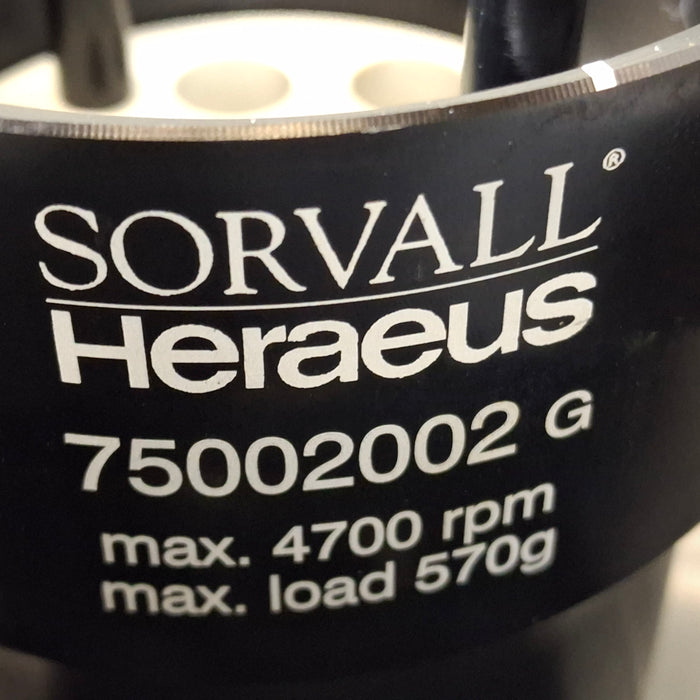 SORVALL®
Heraeus
75002002 G
max. 4700 rpm
max. load 570g